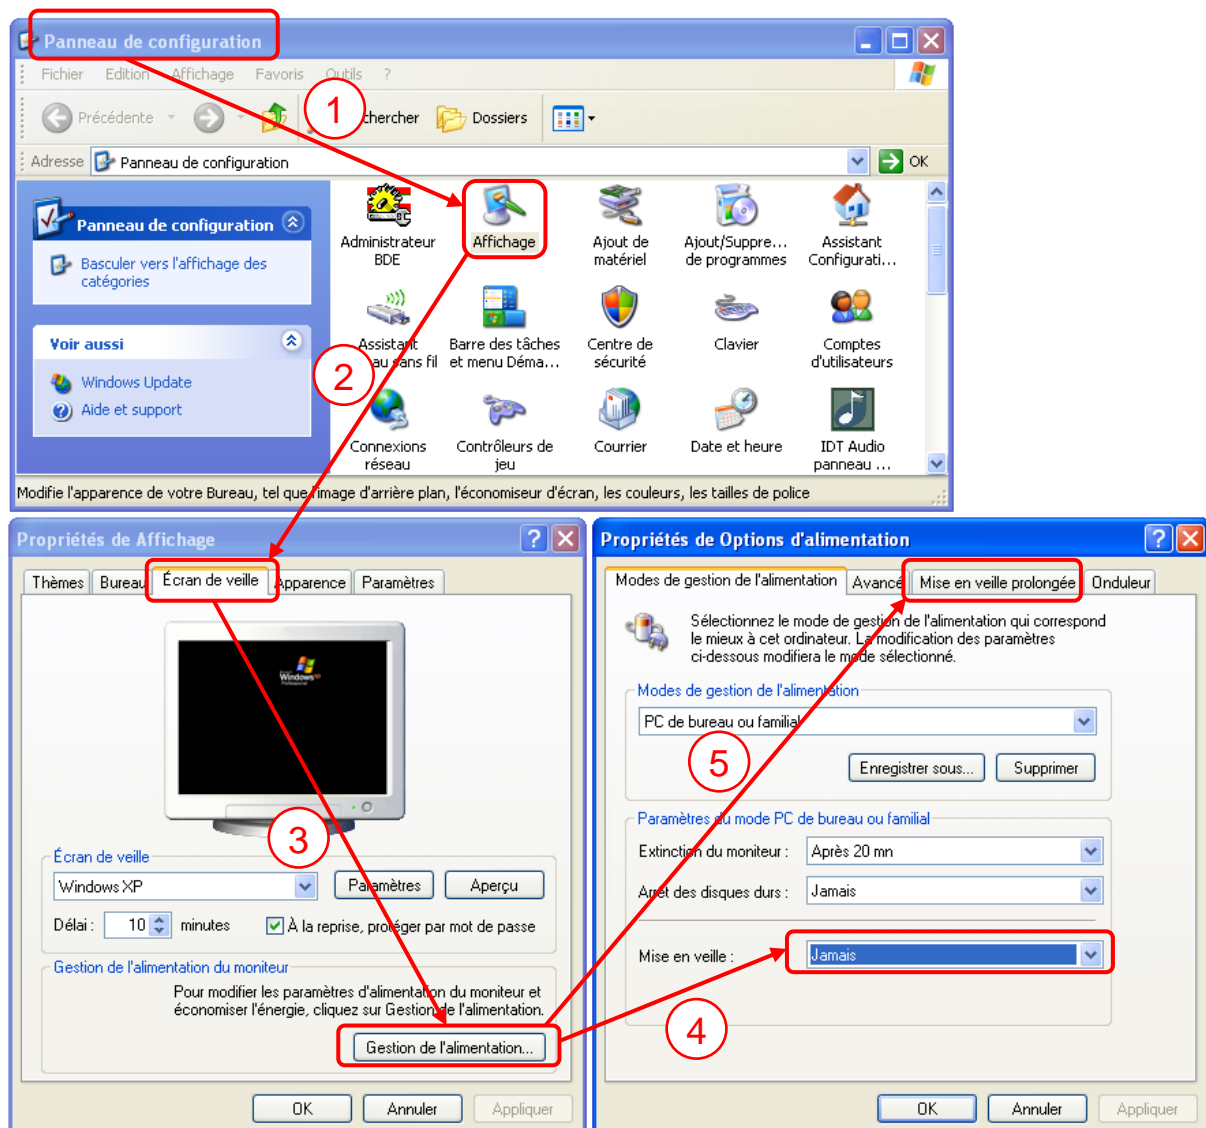 Panneau de configuration
Fichier Edition Affichage Favoris Outils ?
Précédente
1
chercher
Dossiers
Adresse Panneau de configuration OK
Panneau de configuration
Basculer vers l'affichage des
catégories
Voir aussi
Windows Update
Aide et support
Administrateur
BDE
Affichage
Ajout de
matériel
Ajout/Suppre...
de programmes
Assistant
Configurati...
Assistant
au sans fil
Barre des tâches
et menu Déma...
Centre de
sécurité
Clavier
Comptes
d'utilisateurs
2
Connexions
réseau
Contrôleurs de
jeu
Courrier
Date et heure
IDT Audio
panneau ...
Modifie l'apparence de votre Bureau, tel que l'image d'arrière plan, l'économiseur d'écran, les couleurs, les tailles de police
Propriétés de Affichage
Thèmes Bureau Écran de veille Apparence Paramètres
Windows xp
Professionnel
3
Écran de veille
Windows XP Paramètres Aperçu
Délai : 10 minutes À la reprise, protéger par mot de passe
Gestion de l'alimentation du moniteur
Pour modifier les paramètres d'alimentation du moniteur et
économiser l'énergie, cliquez sur Gestion de l'alimentation.
Gestion de l'alimentation...
OK Annuler Appliquer
Propriétés de Options d'alimentation
Modes de gestion de l'alimentation Avancé Mise en veille prolongée Onduleur
Sélectionnez le mode de gestion de l'alimentation qui correspond
le mieux à cet ordinateur. La modification des paramètres
ci-dessous modifiera le mode sélectionné.
Modes de gestion de l'alimentation
PC de bureau ou familial
5
Enregistrer sous... Supprimer
Paramètres du mode PC de bureau ou familial
Extinction du moniteur : Après 20 mn
Arrêt des disques durs : Jamais
Mise en veille : Jamais
4
OK Annuler Appliquer